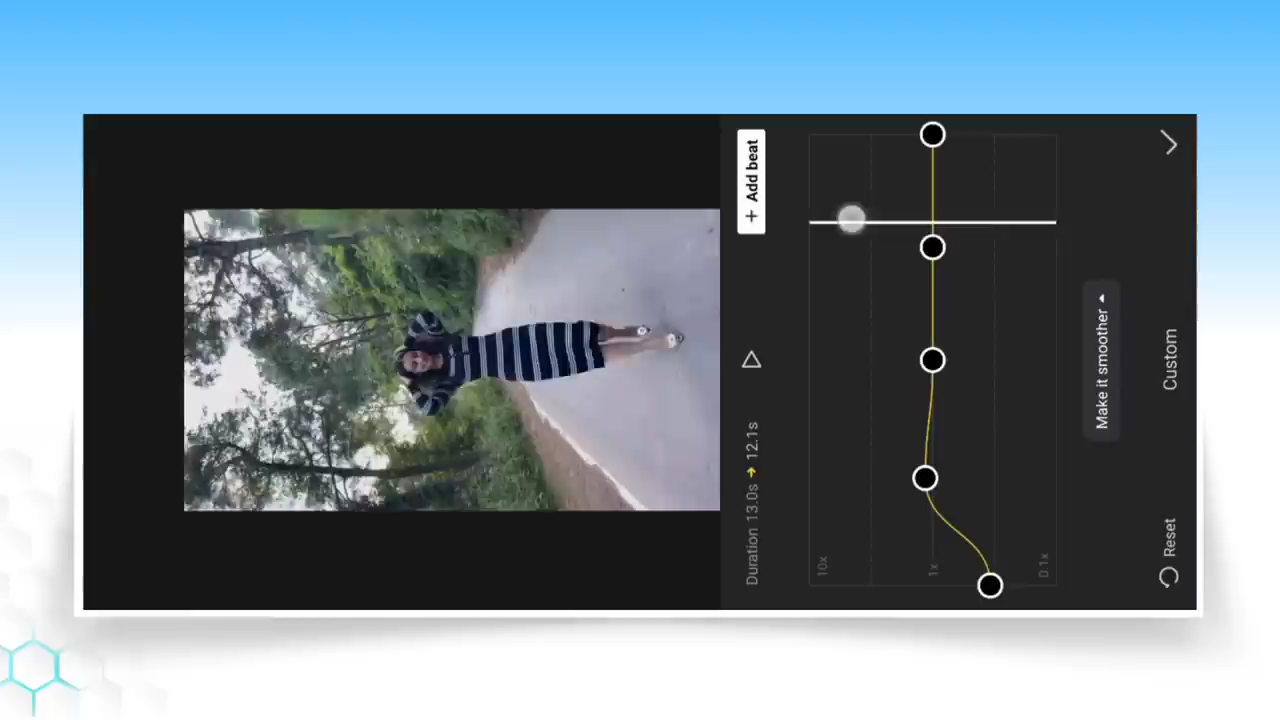 Duration 13.0s → 12.1s
+ Add beat
10x
1x
0.1x
Make it smoother
Reset
Custom